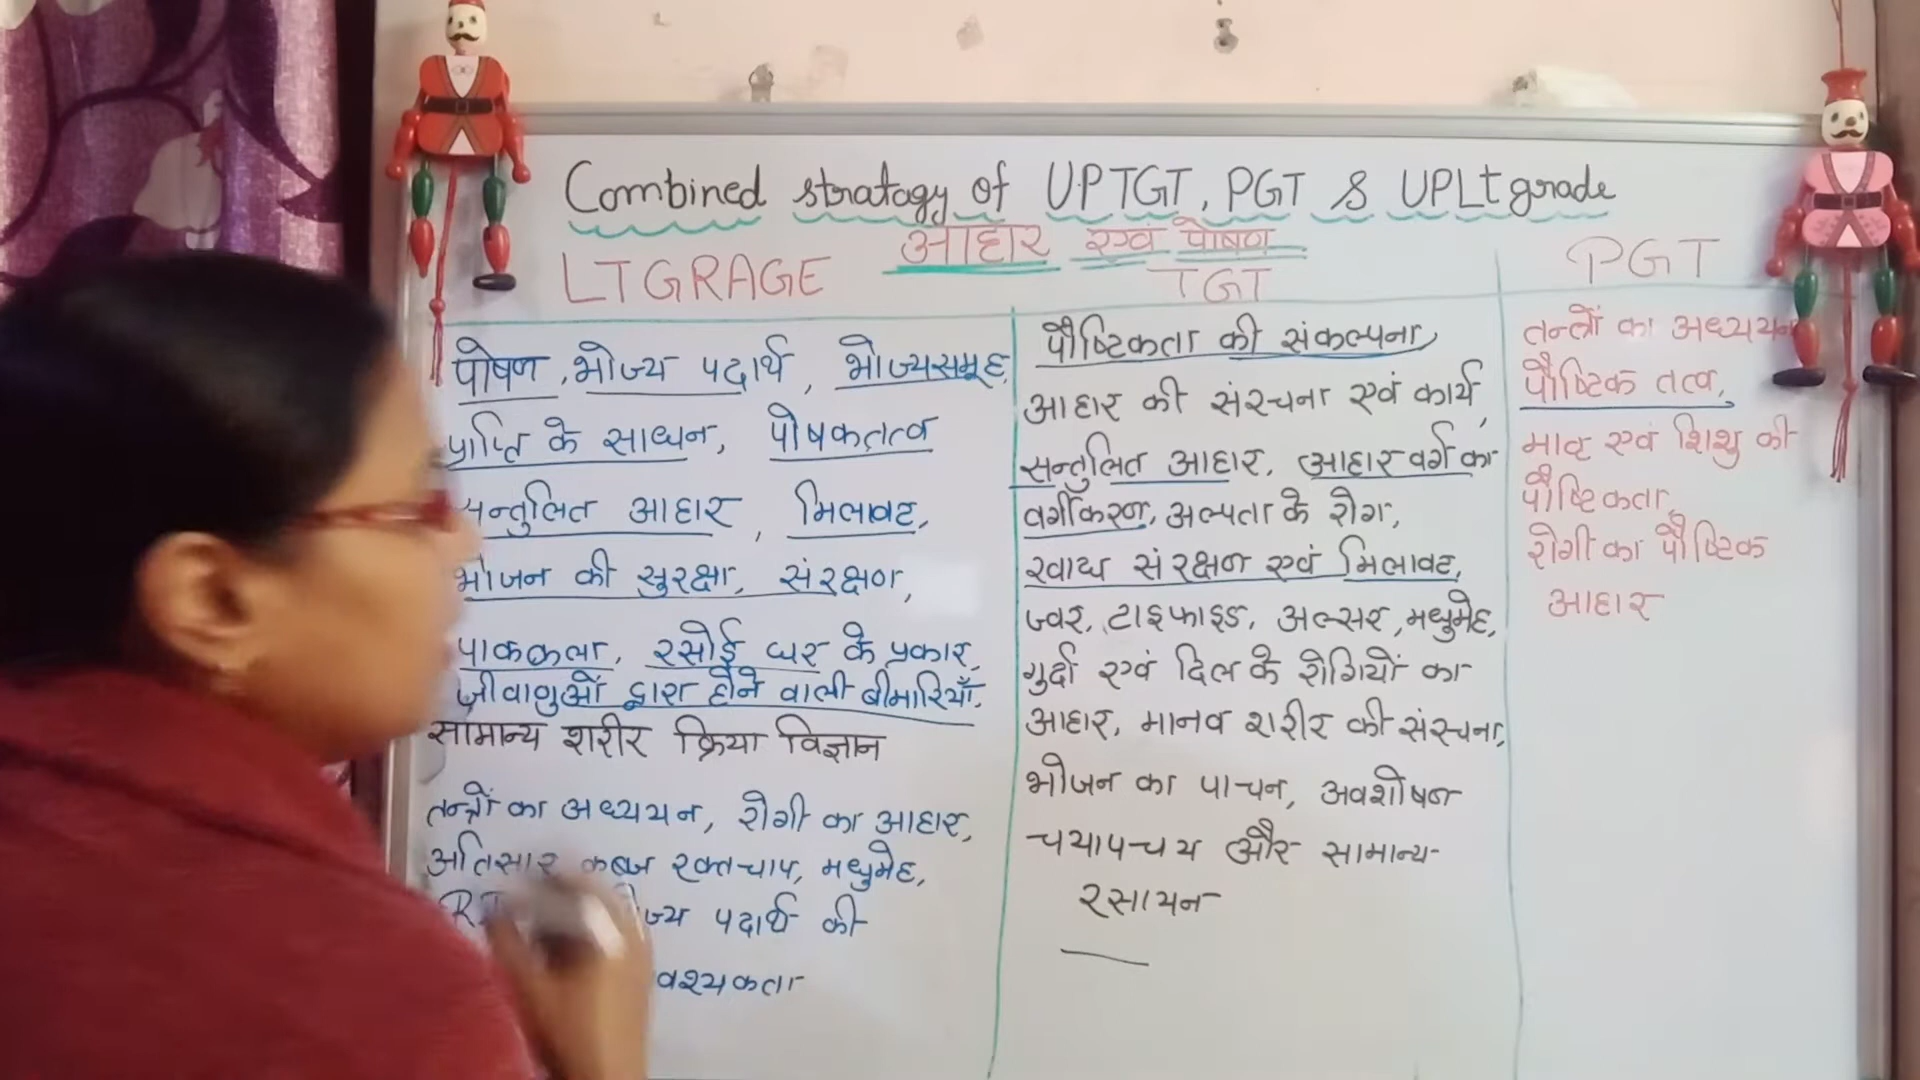 Combined stratagy of UPTGT, PGT & UPLt grade
आहार एवं पोषण
LTGRAGE
पोषण, भोज्य पदार्थ, भोज्यसमूह,
प्राप्ति के साधन, पोषकतत्व
सन्तुलित आहार, मिलावट,
भोजन की सुरक्षा, संरक्षण,
पाककला, रसोई घर के प्रकार,
जीवाणुओं द्वारा होने वाली बीमारियाँ.
सामान्य शरीर क्रिया विज्ञान
तन्त्रों का अध्ययन, रोगी का आहार,
अतिसार कब्ज रक्तचाप, मधुमेह,
पदार्थ की
TGT
पौष्टिकता की संकल्पना,
आहार की संरचना एवं कार्य,
सन्तुलित आहार, आहार वर्ग का
वर्गीकरण, अल्पता के रोग,
खाद्य संरक्षण एवं मिलावट,
ज्वर, टाइफाइड, अल्सर, मधुमेह,
गुर्दा एवं दिल के रोगियों का
आहार, मानव शरीर की संरचना,
भोजन का पाचन, अवशोषण
चयापचय और सामान्य
रसायन
PGT
तन्त्रों का अध्ययन
पौष्टिक तत्व,
मातृ एवं शिशु की
पौष्टिकता,
रोगी का पौष्टिक
आहार